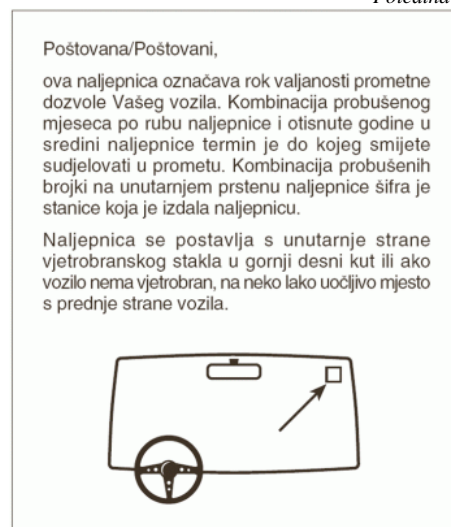 Poštovana/Poštovani,
ova naljepnica označava rok valjanosti prometne
dozvole Vašeg vozila. Kombinacija probušenog
mjeseca po rubu naljepnice i otisnute godine u
sredini naljepnice termin je do kojeg smijete
sudjelovati u prometu. Kombinacija probušenih
brojki na unutarnjem prstenu naljepnice šifra je
stanice koja je izdala naljepnicu.
Naljepnica se postavlja s unutarnje strane
vjetrobranskog stakla u gornji desni kut ili ako
vozilo nema vjetrobran, na neko lako uočljivo mjesto
s prednje strane vozila.